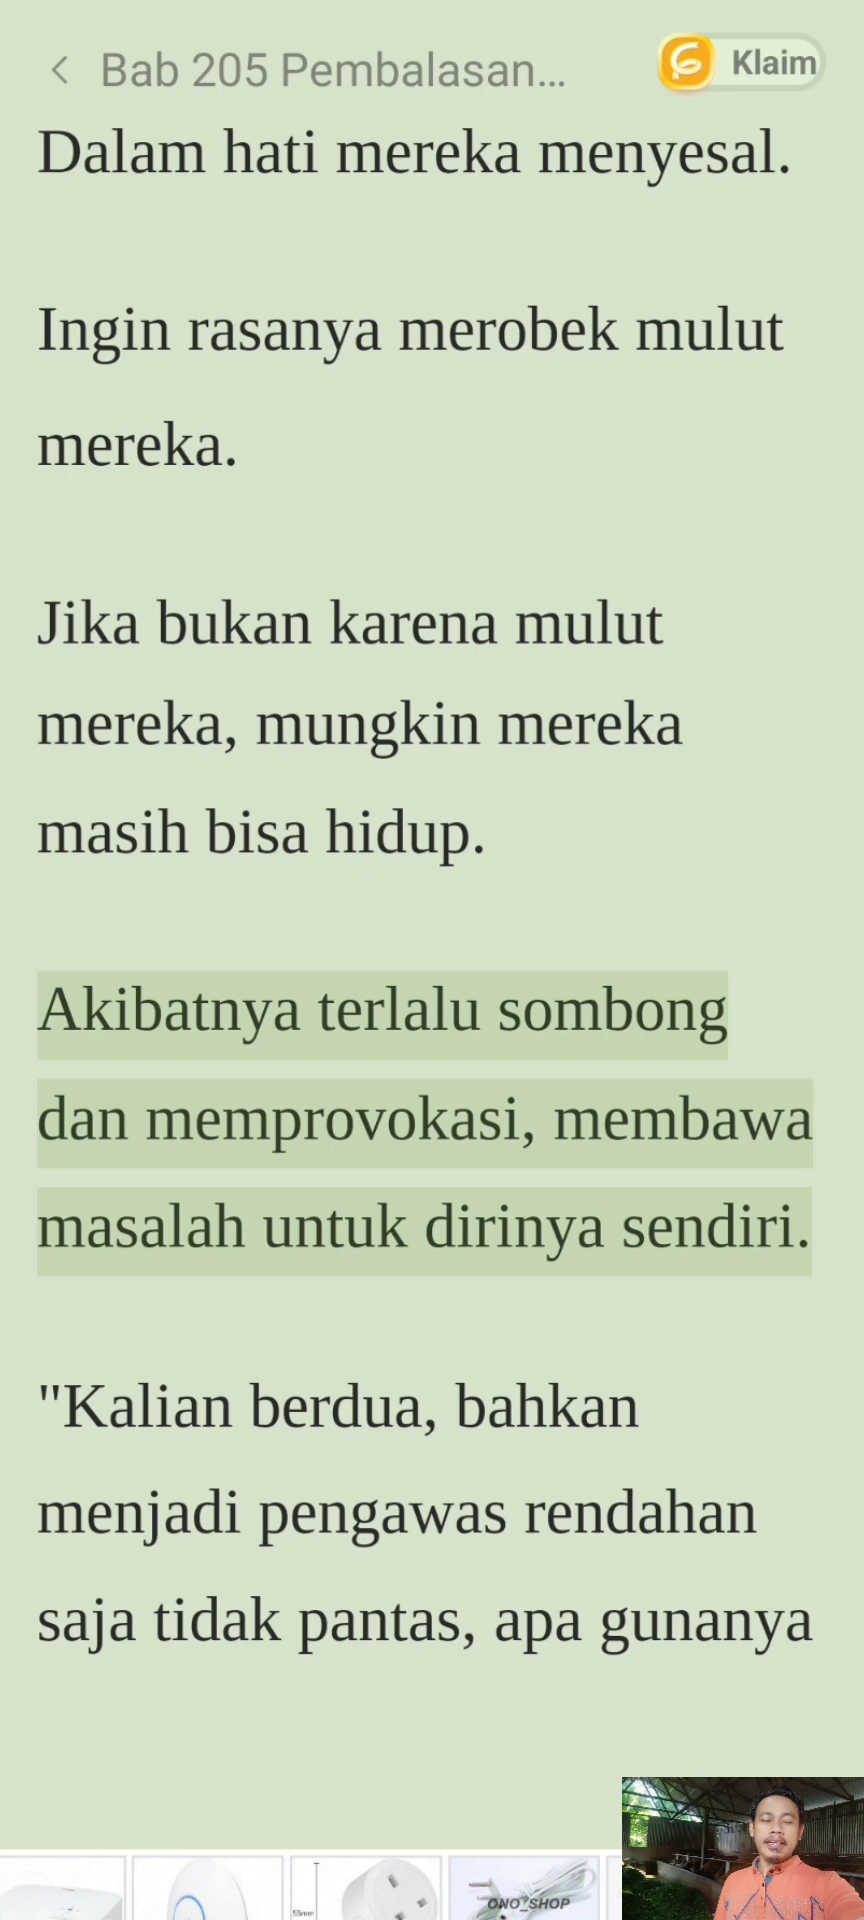 Bab 205 Pembalasan...
Klaim
Dalam hati mereka menyesal.
Ingin rasanya merobek mulut
mereka.
Jika bukan karena mulut
mereka, mungkin mereka
masih bisa hidup.
Akibatnya terlalu sombong
dan memprovokasi, membawa
masalah untuk dirinya sendiri.
"Kalian berdua, bahkan
menjadi pengawas rendahan
saja tidak pantas, apa gunanya
55mm
ONO_SHOP